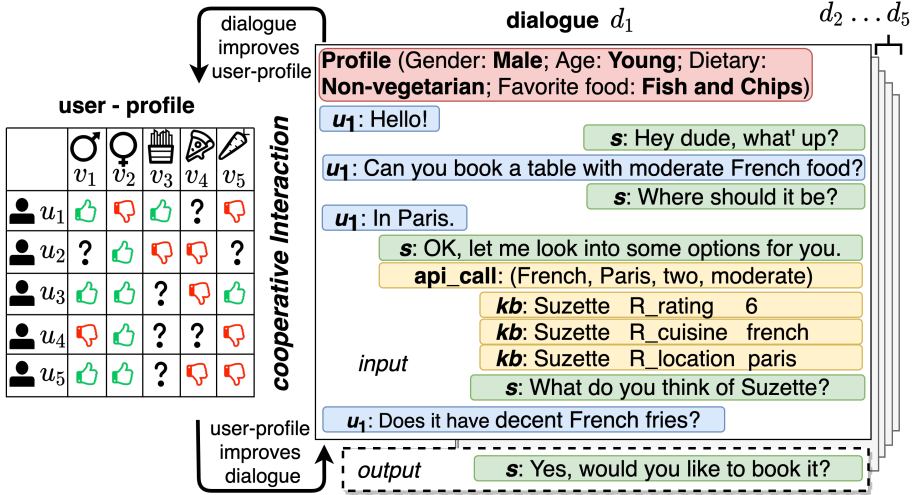 dialogue
improves
user-profile
dialogue d1
d2 ... d5
Profile (Gender: Male; Age: Young; Dietary:
Non-vegetarian; Favorite food: Fish and Chips)
user - profile
v1 v2 v3 v4 v5
u1 ?
u2 ? ?
u3 ?
u4 ? ?
u5 ?
cooperative Interaction
u1: Hello!
s: Hey dude, what' up?
u1: Can you book a table with moderate French food?
s: Where should it be?
u1: In Paris.
s: OK, let me look into some options for you.
api_call: (French, Paris, two, moderate)
kb: Suzette R_rating 6
kb: Suzette R_cuisine french
kb: Suzette R_location paris
input
s: What do you think of Suzette?
u1: Does it have decent French fries?
user-profile
improves
dialogue
output
s: Yes, would you like to book it?